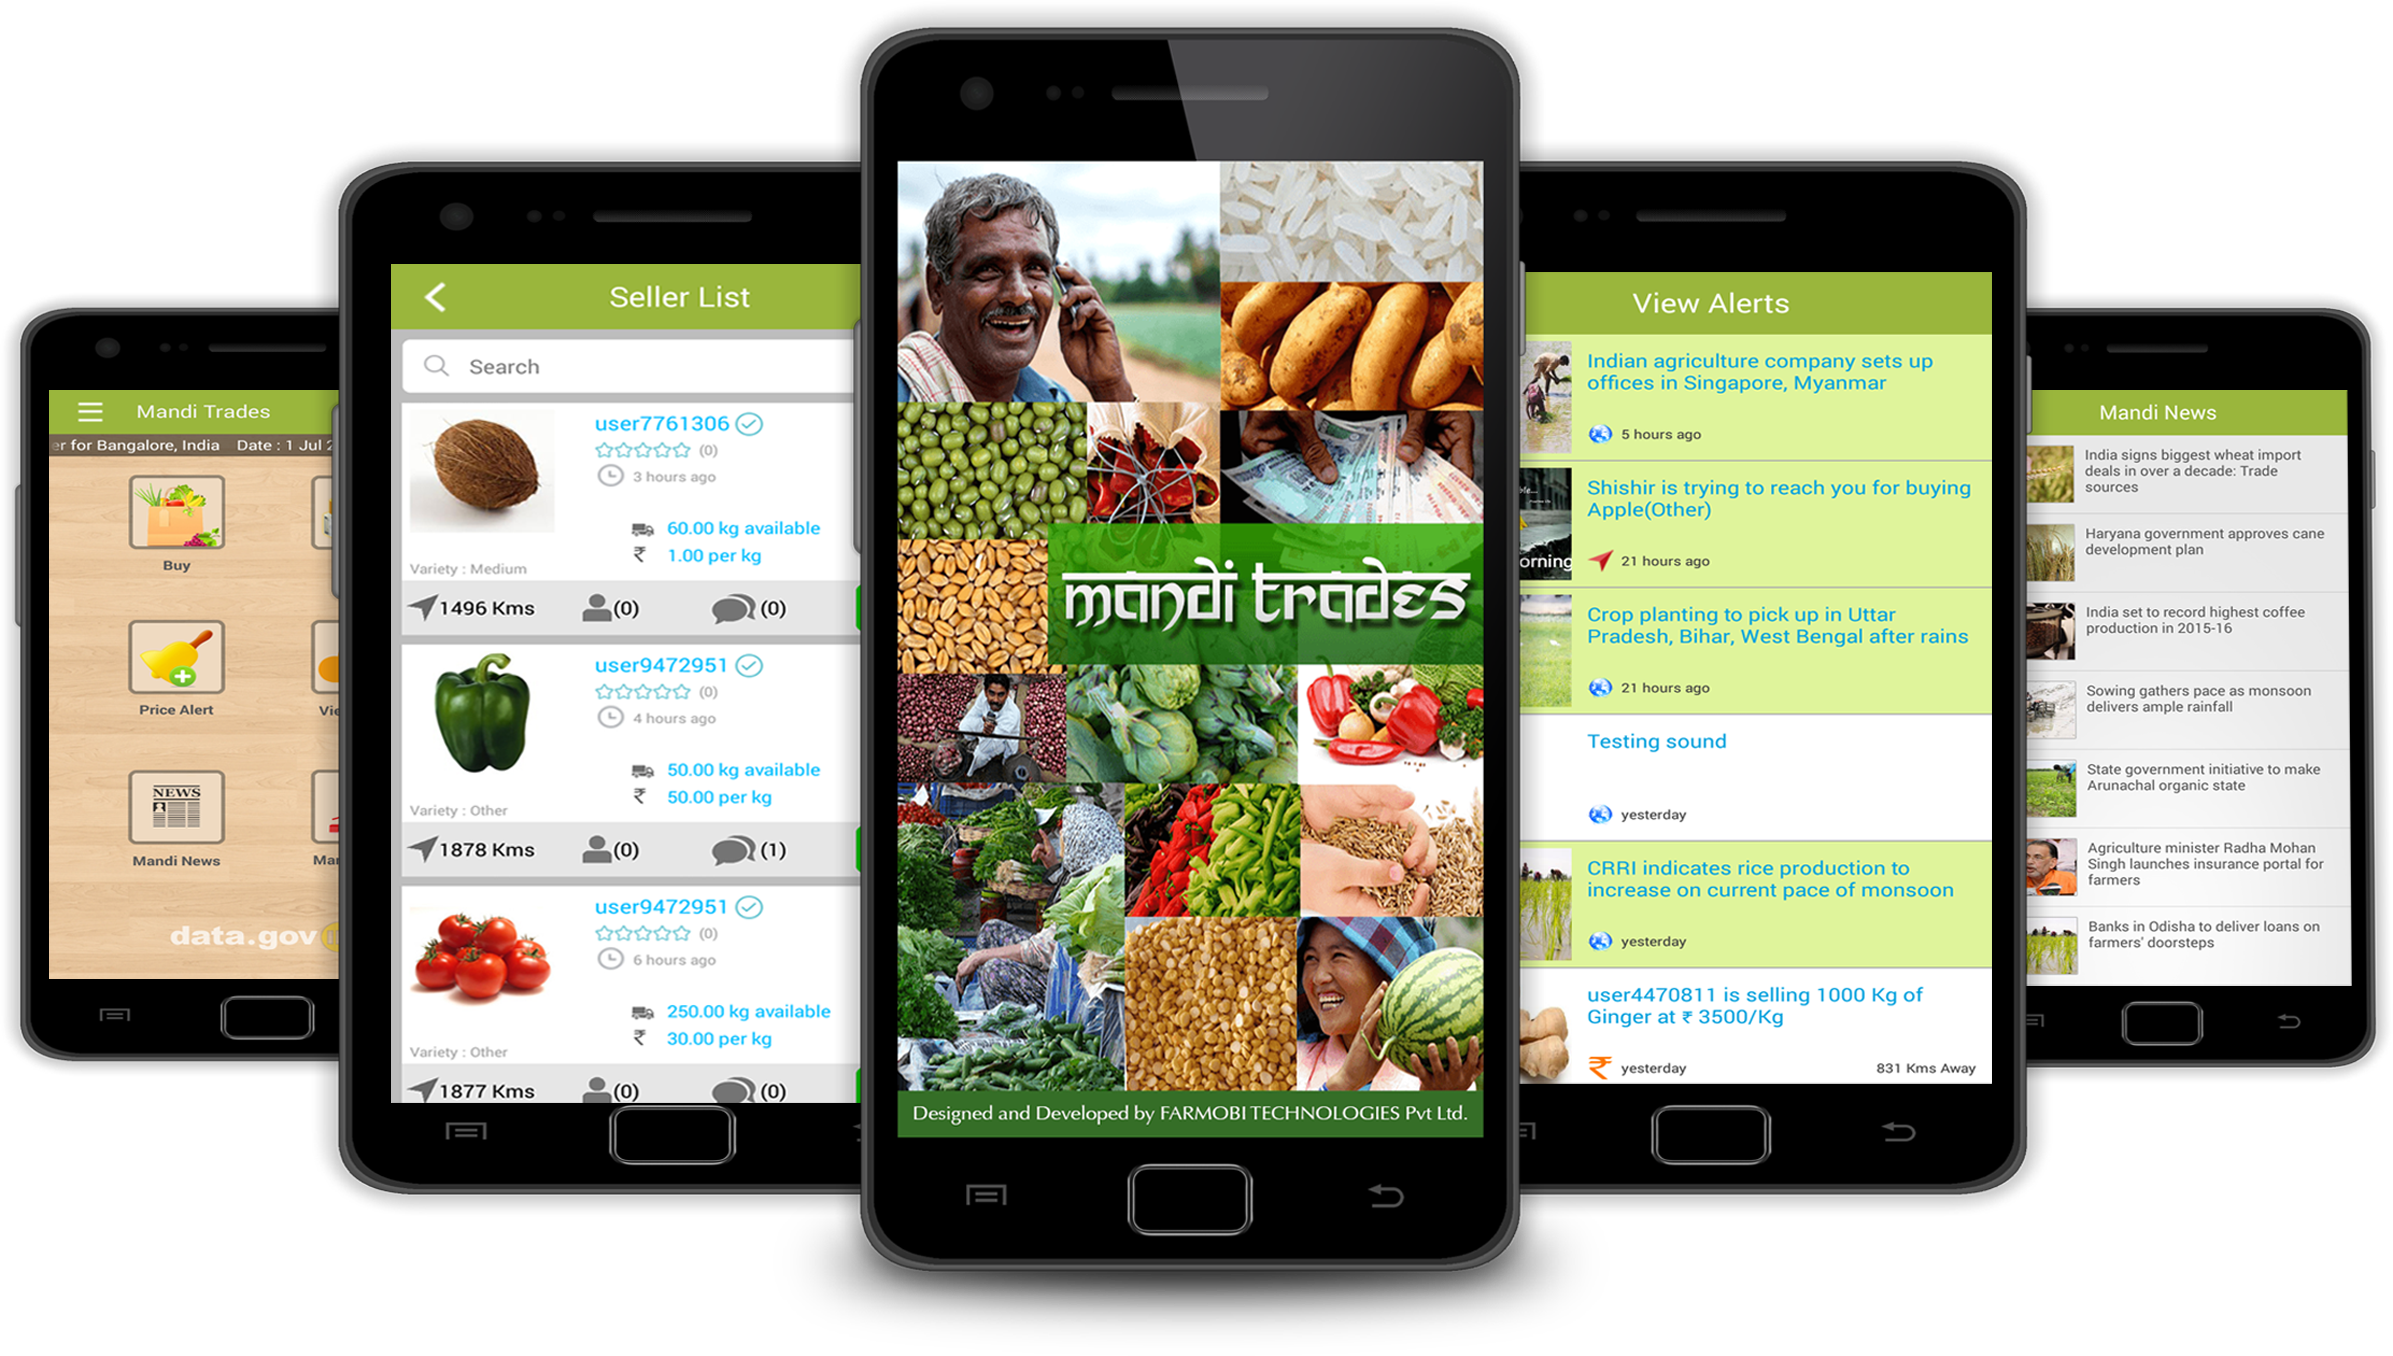 Mandi Trades
er for Bangalore, India Date : 1 Jul 2
Buy
Price Alert
Vie
NEWS
Mandi News
Mar
data.gov
Seller List
Search
user7761306
(0)
3 hours ago
60.00 kg available
₹ 1.00 per kg
Variety : Medium
1496 Kms (0) (0)
user9472951
(0)
4 hours ago
50.00 kg available
₹ 50.00 per kg
Variety : Other
1878 Kms (0) (1)
user9472951
(0)
6 hours ago
250.00 kg available
₹ 30.00 per kg
Variety : Other
1877 Kms (0) (0)
mandi trades
Designed and Developed by FARMOBI TECHNOLOGIES Pvt Ltd.
View Alerts
Indian agriculture company sets up
offices in Singapore, Myanmar
5 hours ago
Shishir is trying to reach you for buying
Apple(Other)
orning
21 hours ago
Crop planting to pick up in Uttar
Pradesh, Bihar, West Bengal after rains
21 hours ago
Testing sound
yesterday
CRRI indicates rice production to
increase on current pace of monsoon
yesterday
user4470811 is selling 1000 Kg of
Ginger at ₹ 3500/Kg
₹ yesterday 831 Kms Away
Mandi News
India signs biggest wheat import
deals in over a decade: Trade
sources
Haryana government approves cane
development plan
India set to record highest coffee
production in 2015-16
Sowing gathers pace as monsoon
delivers ample rainfall
State government initiative to make
Arunachal organic state
Agriculture minister Radha Mohan
Singh launches insurance portal for
farmers
Banks in Odisha to deliver loans on
farmers' doorsteps